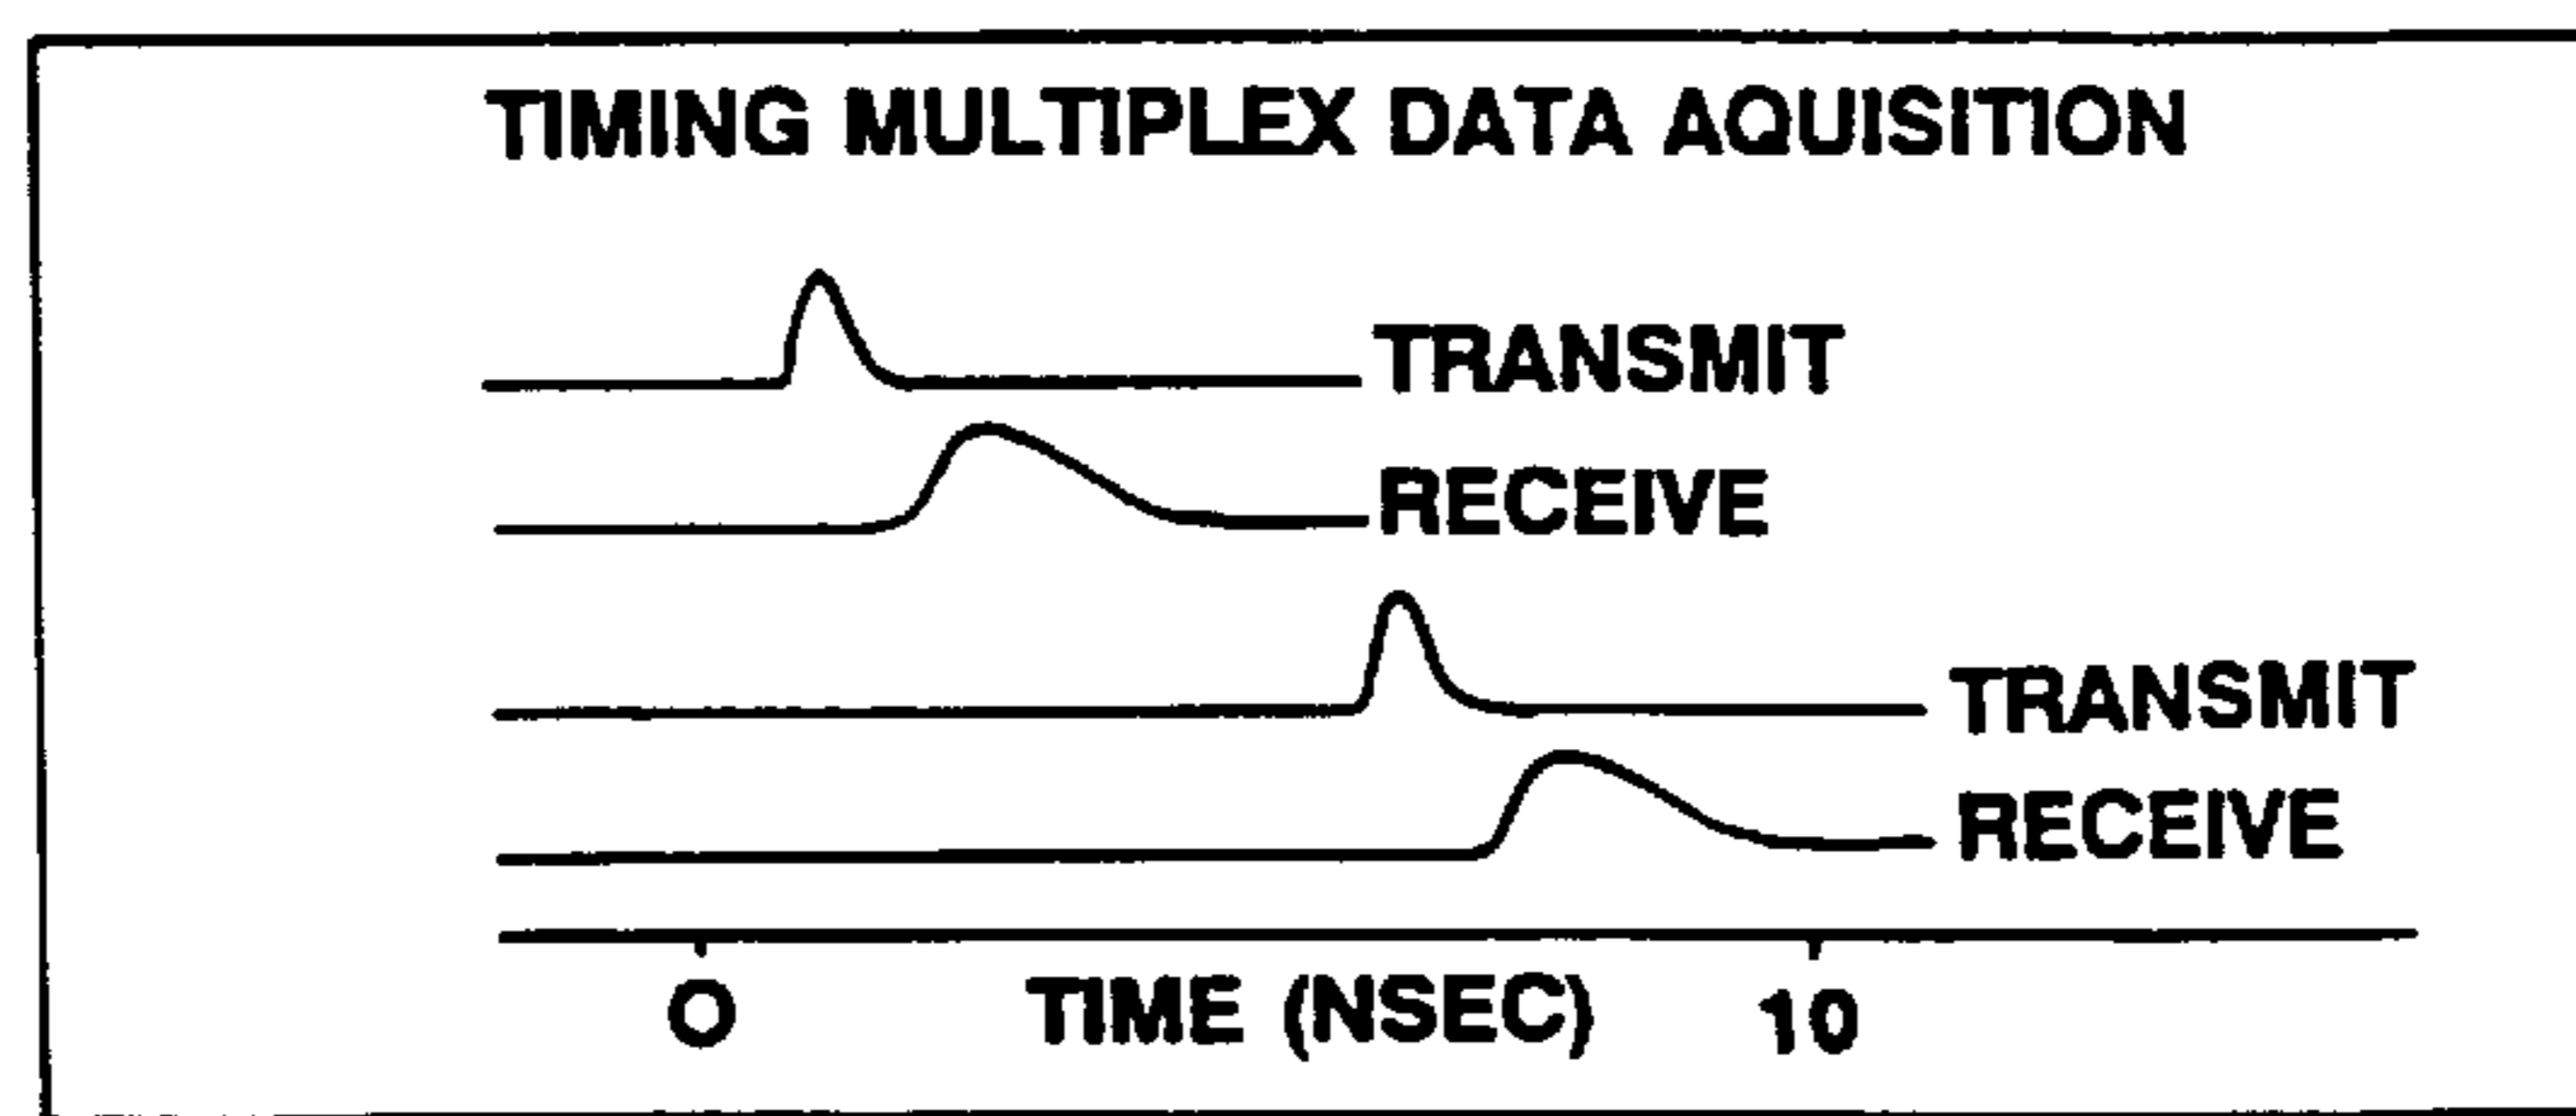 TIMING MULTIPLEX DATA AQUISITION
TRANSMIT
RECEIVE
TRANSMIT
RECEIVE
0 TIME (NSEC) 10